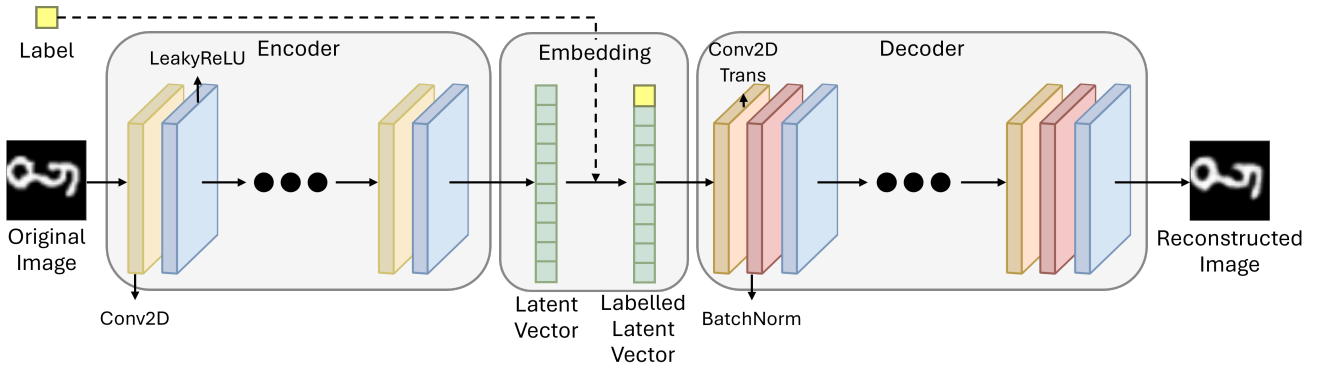 Label
Encoder
LeakyReLU
Conv2D
Original
Image
Embedding
Latent
Vector
Labelled
Latent
Vector
Decoder
Conv2D
Trans
BatchNorm
Reconstructed
Image